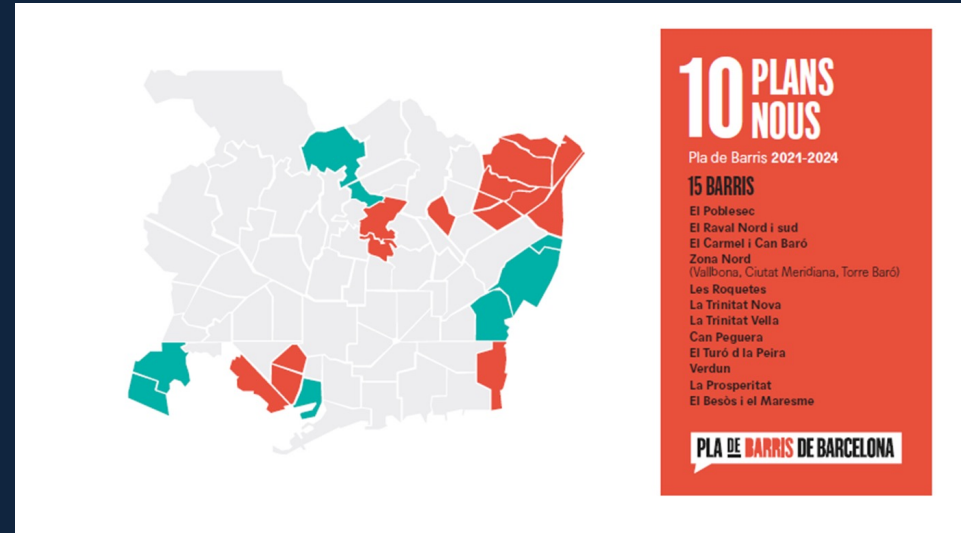 10 PLANS
NOUS
Pla de Barris 2021-2024
15 BARRIS
El Poblesec
El Raval Nord i sud
El Carmel i Can Baró
Zona Nord
(Vallbona, Ciutat Meridiana, Torre Baró)
Les Roquetes
La Trinitat Nova
La Trinitat Vella
Can Peguera
El Turó d la Peira
Verdun
La Prosperitat
El Besòs i el Maresme
PLA DE BARRIS DE BARCELONA